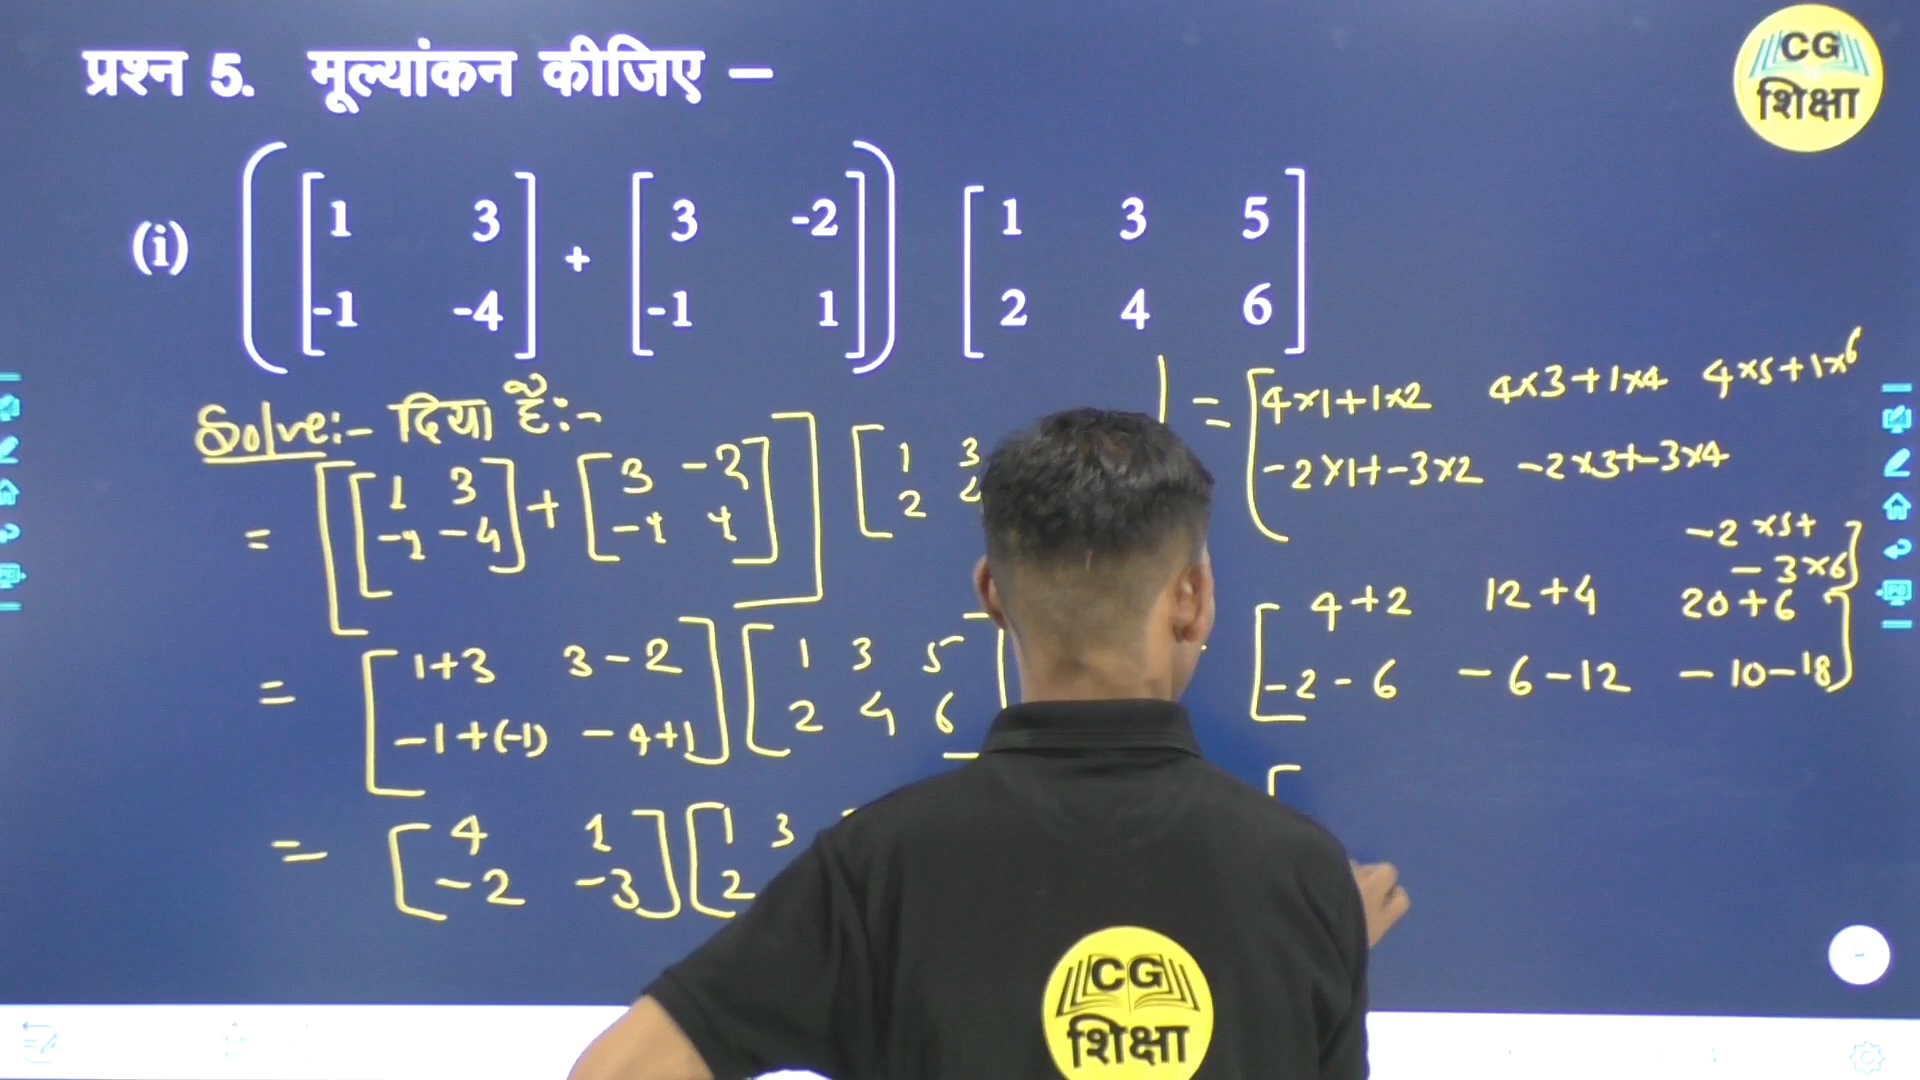 प्रश्न 5. मूल्यांकन कीजिए –
CG
शिक्षा
(i) ([1 3] + [3 -2]) [1 3 5]
[-1 -4] [-1 1] [2 4 6]
Solve:- दिया है:-
= [[1 3] + [3 -2]] [1 3
-1 -4 -1 1 2
= [1+3 3-2] [1 3 5
-1+(-1) -4+1 2 4 6
= [4 1] [1 3
-2 -3 2
= [4×1+1×2 4×3+1×4 4×5+1×6
-2×1+-3×2 -2×3+-3×4
-2×5+
-3×6]
[4+2 12+4 20+6]
-2-6 -6-12 -10-18
[
CG
शिक्षा